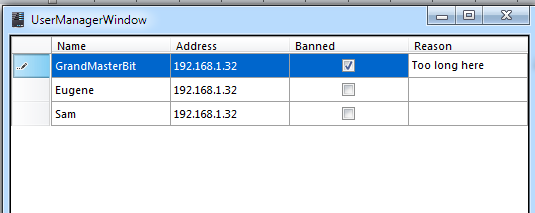 UserManagerWindow
Name Address Banned Reason
GrandMasterBit 192.168.1.32 Too long here
Eugene 192.168.1.32
Sam 192.168.1.32